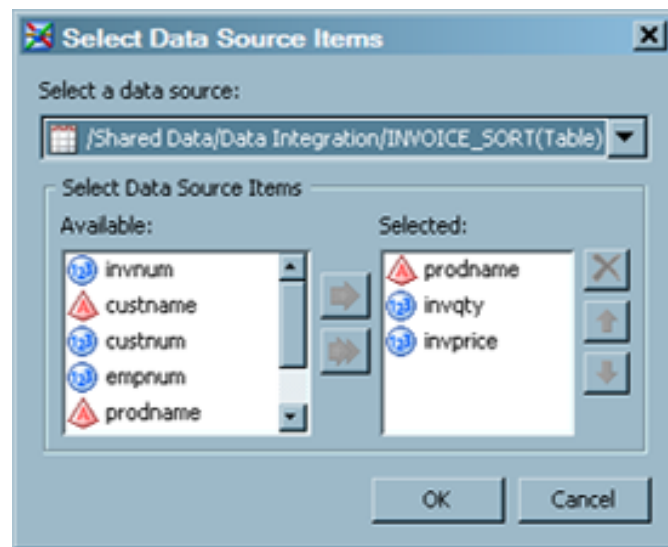 Select Data Source Items
Select a data source:
/Shared Data/Data Integration/INVOICE_SORT(Table)
Select Data Source Items
Available:
invnum
custname
custnum
empnum
prodname
Selected:
prodname
invqty
invprice
OK
Cancel